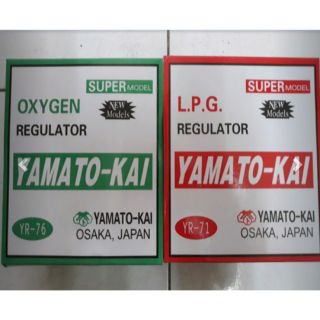 SUPER MODEL
OXYGEN
NEW Models
REGULATOR
YAMATO-KAI
YAMATO-KAI
OSAKA, JAPAN
YR-76
SUPER MODEL
L.P.G.
NEW Models
REGULATOR
YAMATO-KAI
YAMATO-KAI
OSAKA, JAPAN
YR-71